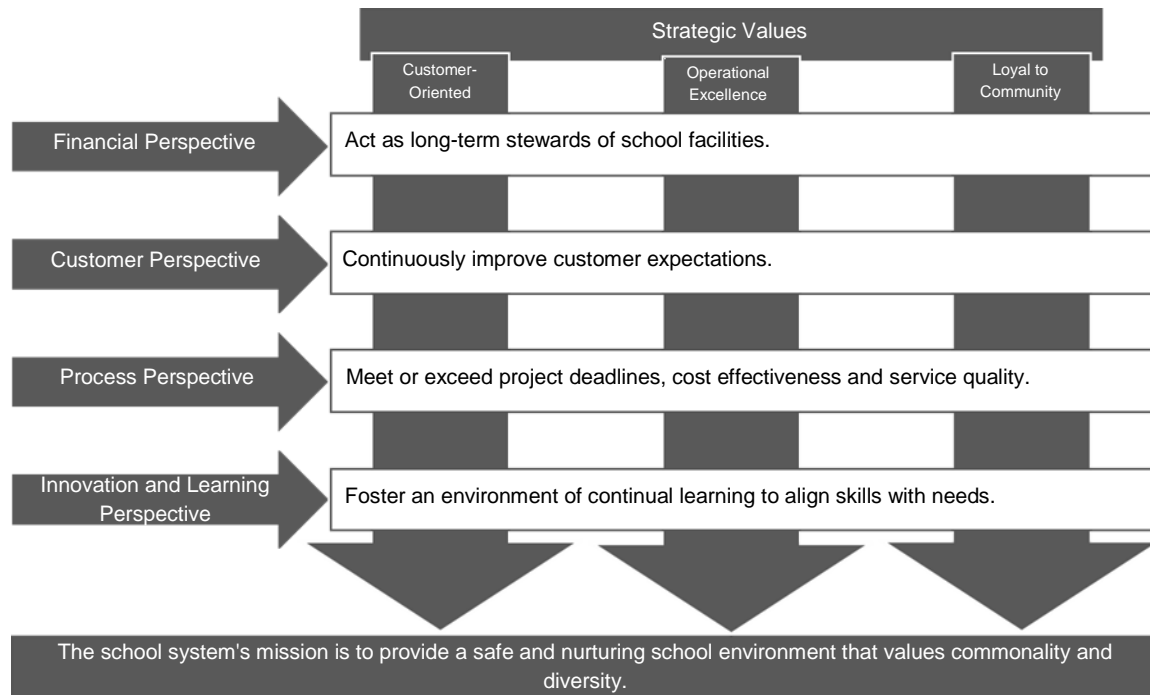 Strategic Values
Customer-
Oriented
Operational
Excellence
Loyal to
Community
Financial Perspective
Act as long-term stewards of school facilities.
Customer Perspective
Continuously improve customer expectations.
Process Perspective
Meet or exceed project deadlines, cost effectiveness and service quality.
Innovation and Learning
Perspective
Foster an environment of continual learning to align skills with needs.
The school system's mission is to provide a safe and nurturing school environment that values commonality and
diversity.